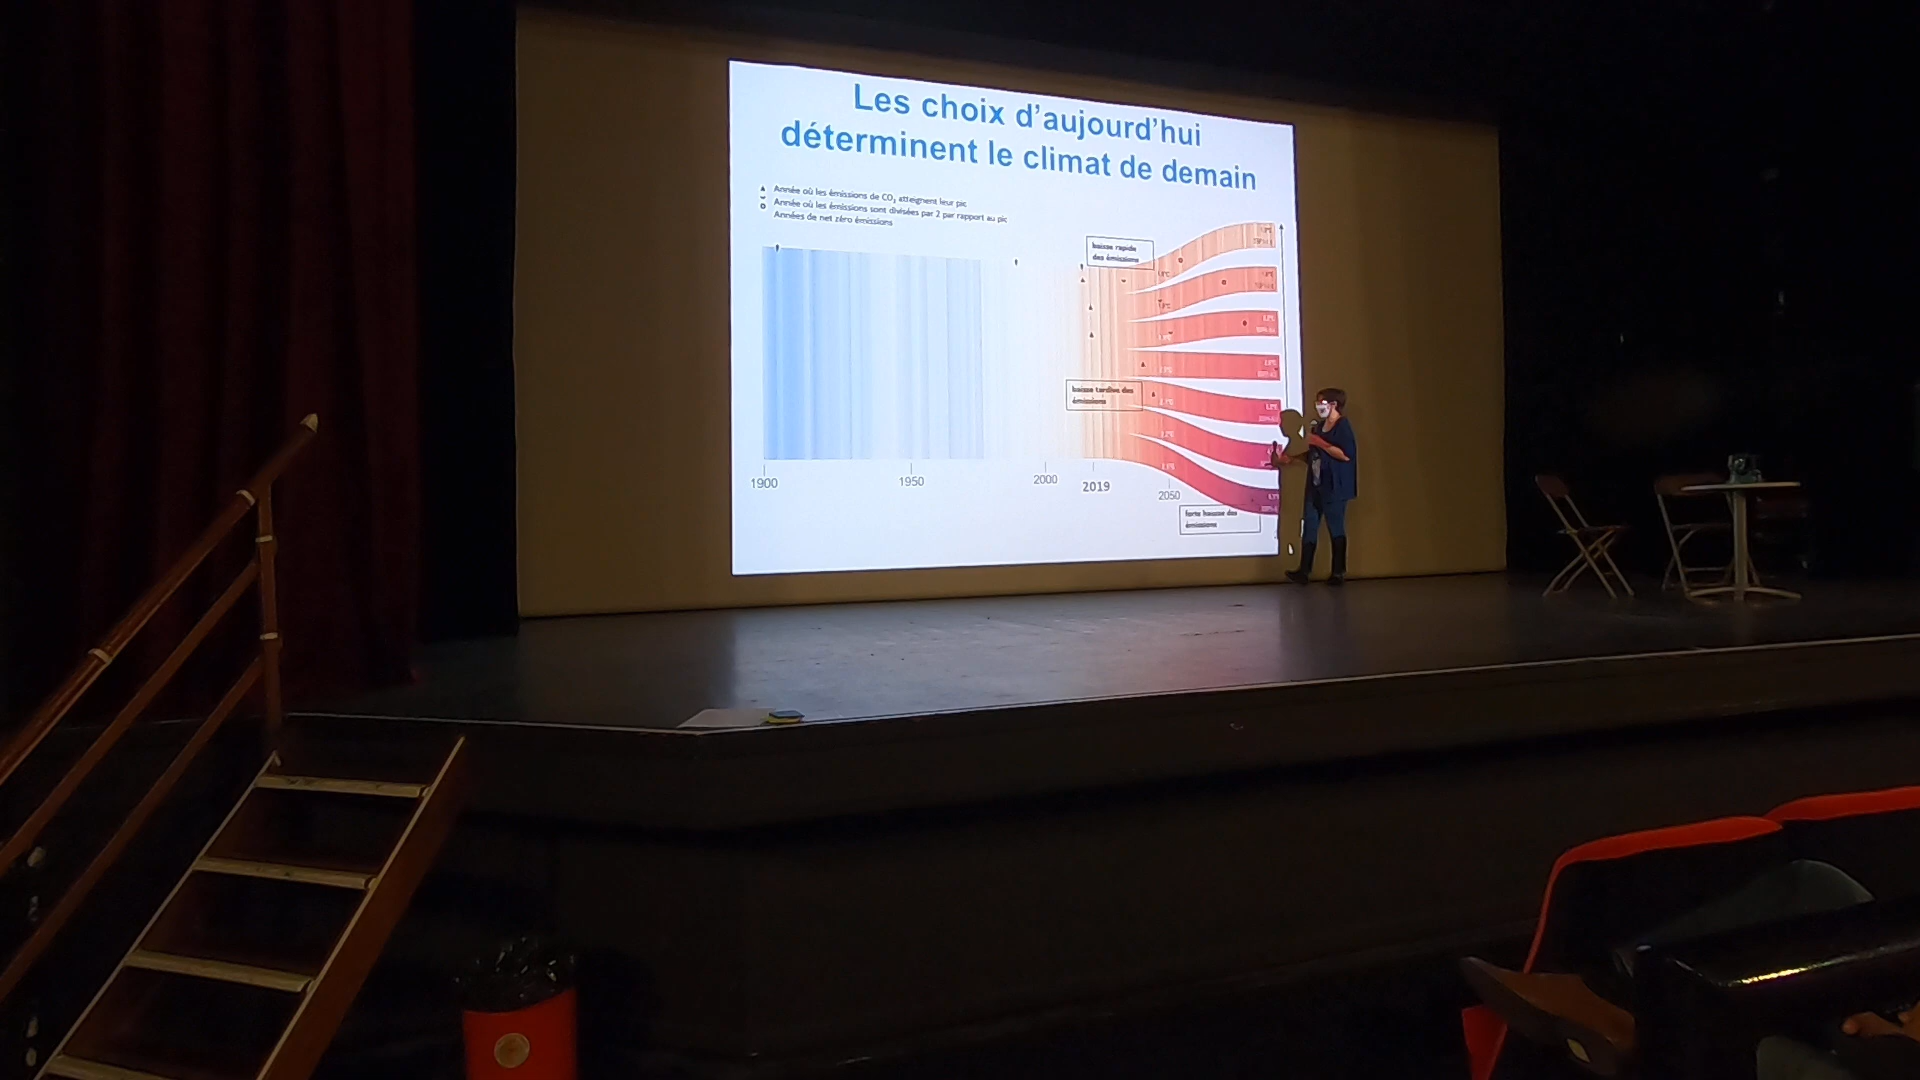 Les choix d'aujourd'hui
déterminent le climat de demain
Année où les émissions de CO₂ atteignent leur pic
Année où les émissions sont divisées par 2 par rapport au pic
Années de net zéro émissions
baisse rapide
des émissions
baisse tardive des
émissions
1900
1950
2000
2019
2050
forte hausse des
émissions